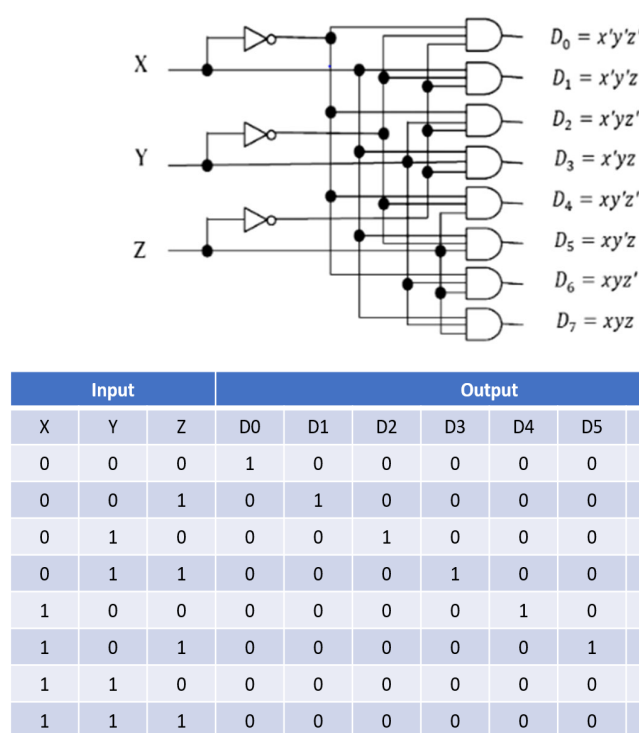 X
Y
Z
D₀ = x'y'z'
D₁ = x'y'z
D₂ = x'yz'
D₃ = x'yz
D₄ = xy'z'
D₅ = xy'z
D₆ = xyz'
D₇ = xyz
Input Output
X Y Z D0 D1 D2 D3 D4 D5
0 0 0 1 0 0 0 0 0
0 0 1 0 1 0 0 0 0
0 1 0 0 0 1 0 0 0
0 1 1 0 0 0 1 0 0
1 0 0 0 0 0 0 1 0
1 0 1 0 0 0 0 0 1
1 1 0 0 0 0 0 0 0
1 1 1 0 0 0 0 0 0